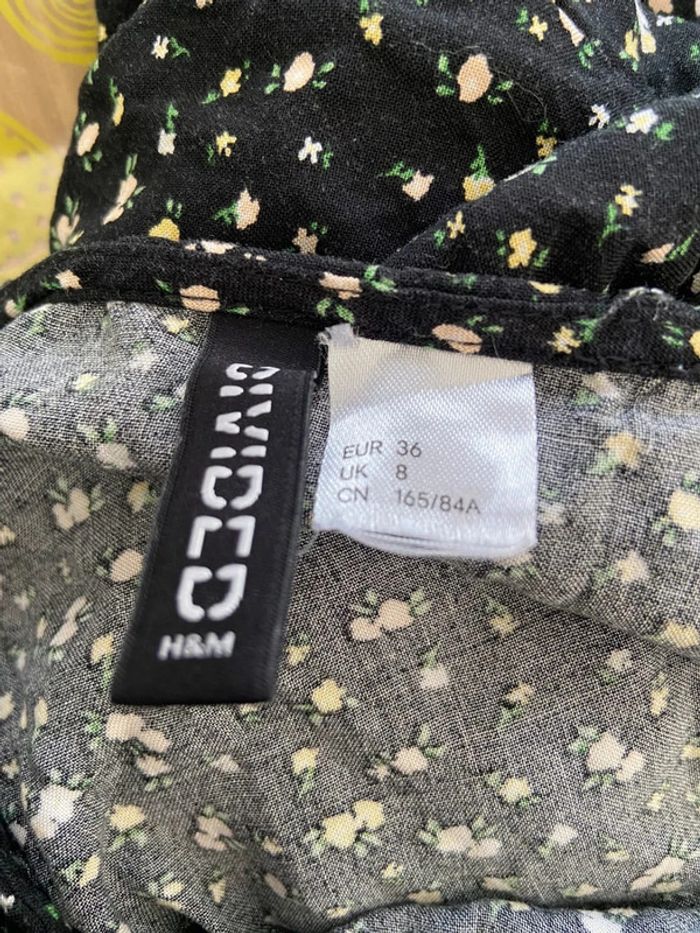 DIVIDED
H&M
EUR 36
UK 8
CN 165/84A